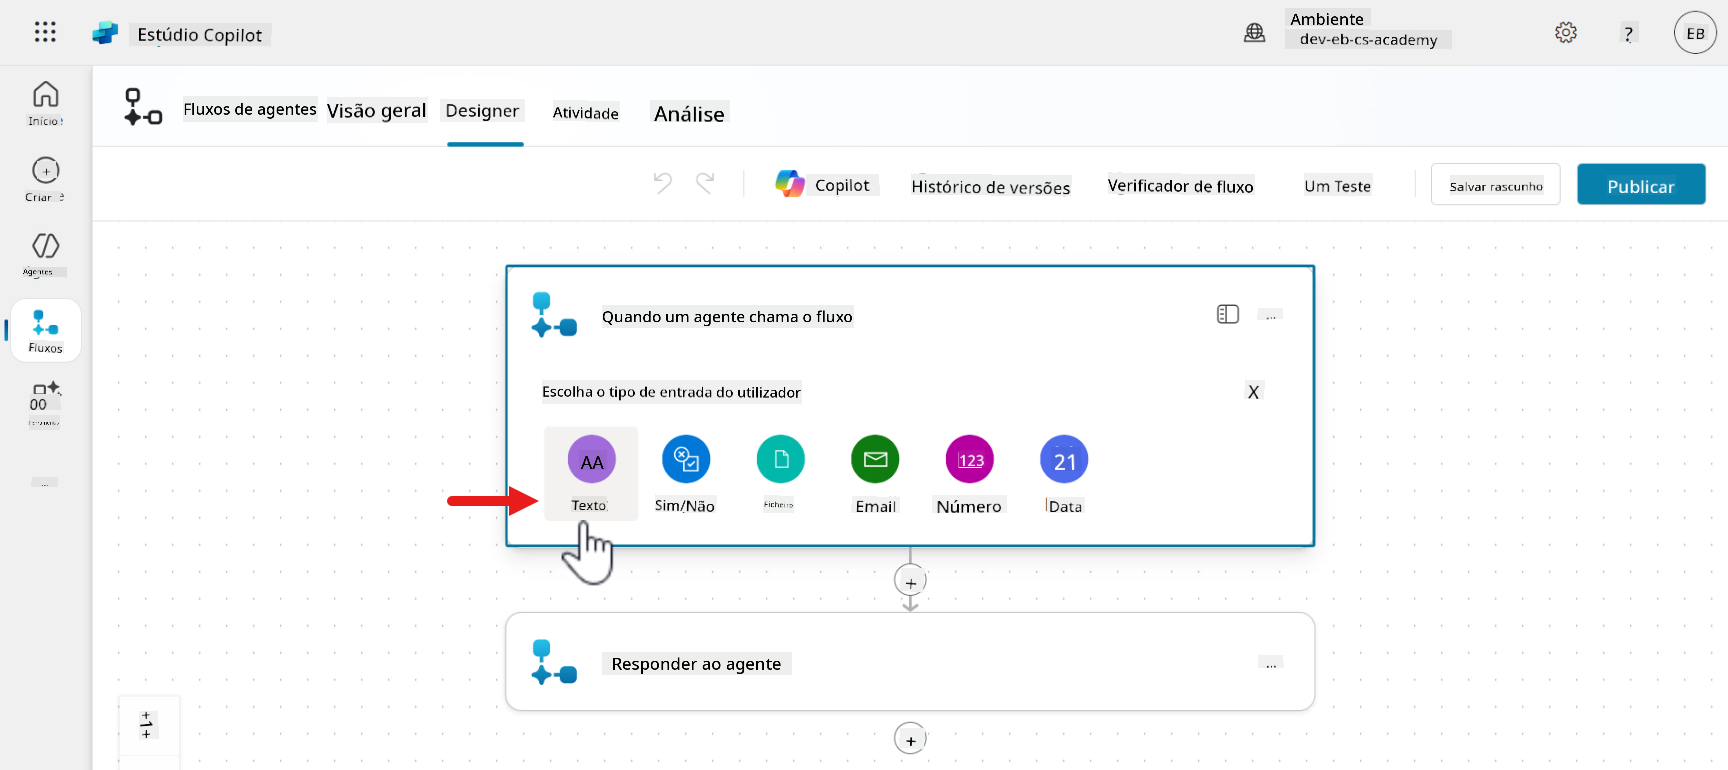 Estúdio Copilot
Ambiente
dev-eb-cs-academy
?
EB
Início
Criar
Agentes
Fluxos
00
...
Fluxos de agentes Visão geral Designer Atividade Análise
Copilot Histórico de versões Verificador de fluxo Um Teste Salvar rascunho Publicar
Quando um agente chama o fluxo
...
Escolha o tipo de entrada do utilizador X
AA 123 21
Texto Sim/Não Ficheiro Email Número Data
+
Responder ao agente
...
+